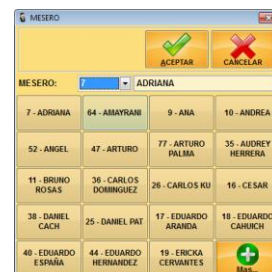 MESERO
ACEPTAR CANCELAR
MESERO: 7 ADRIANA
7 - ADRIANA 64 - AMAYRANI 9 - ANA 10 - ANDREA
52 - ANGEL 47 - ARTURO 77 - ARTURO PALMA 35 - AUDREY HERRERA
11 - BRUNO ROSAS 36 - CARLOS DOMINGUEZ 26 - CARLOS KU 16 - CESAR
38 - DANIEL CACH 25 - DANIEL PAT 17 - EDUARDO ARANDA 18 - EDUARDO CAHUICH
40 - EDUARDO ESPAÑA 44 - EDUARDO HERNANDEZ 19 - ERICKA CERVANTES Mas...